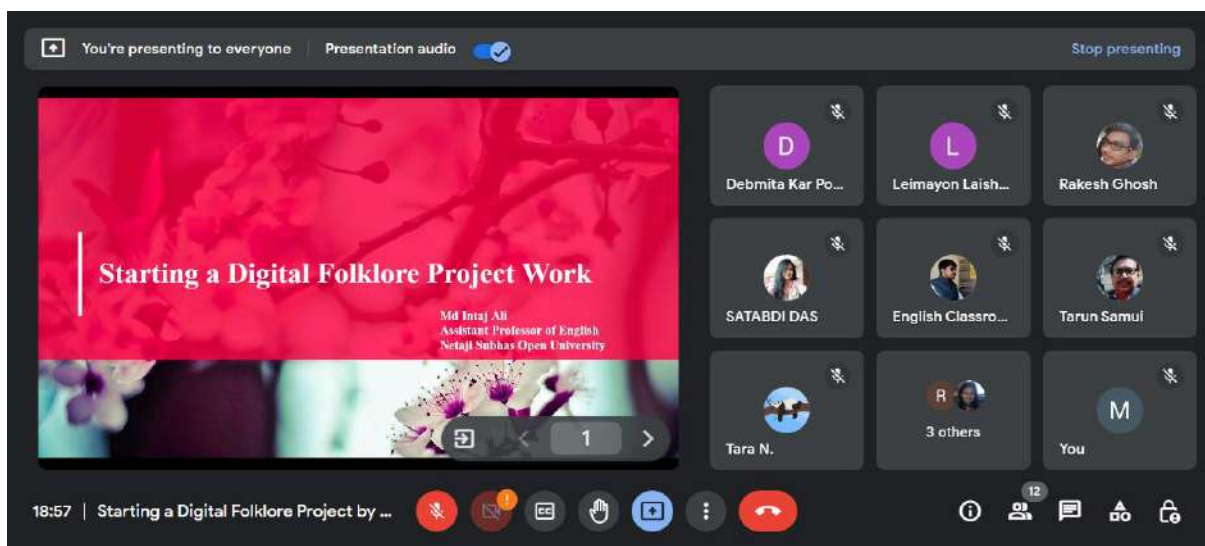 You're presenting to everyone
Presentation audio
Stop presenting
Starting a Digital Folklore Project Work
Md Intaj Ali
Assistant Professor of English
Netaji Subhas Open University
1
D
Debmita Kar Po...
L
Leimayon Laish...
Rakesh Ghosh
SATABDI DAS
English Classro...
Tarun Samui
Tara N.
R
3 others
M
You
18:57 | Starting a Digital Folklore Project by ...
!
CC
12